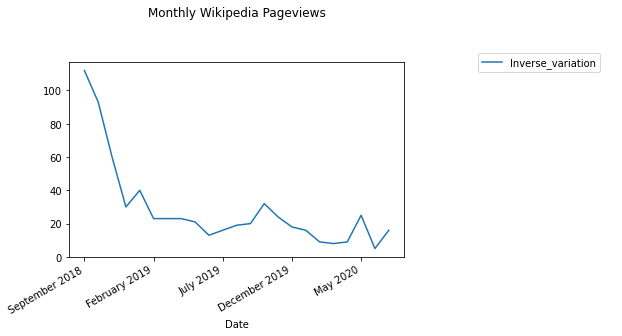 Monthly Wikipedia Pageviews
Inverse_variation
100
80
60
40
20
0
September 2018
February 2019
July 2019
December 2019
May 2020
Date